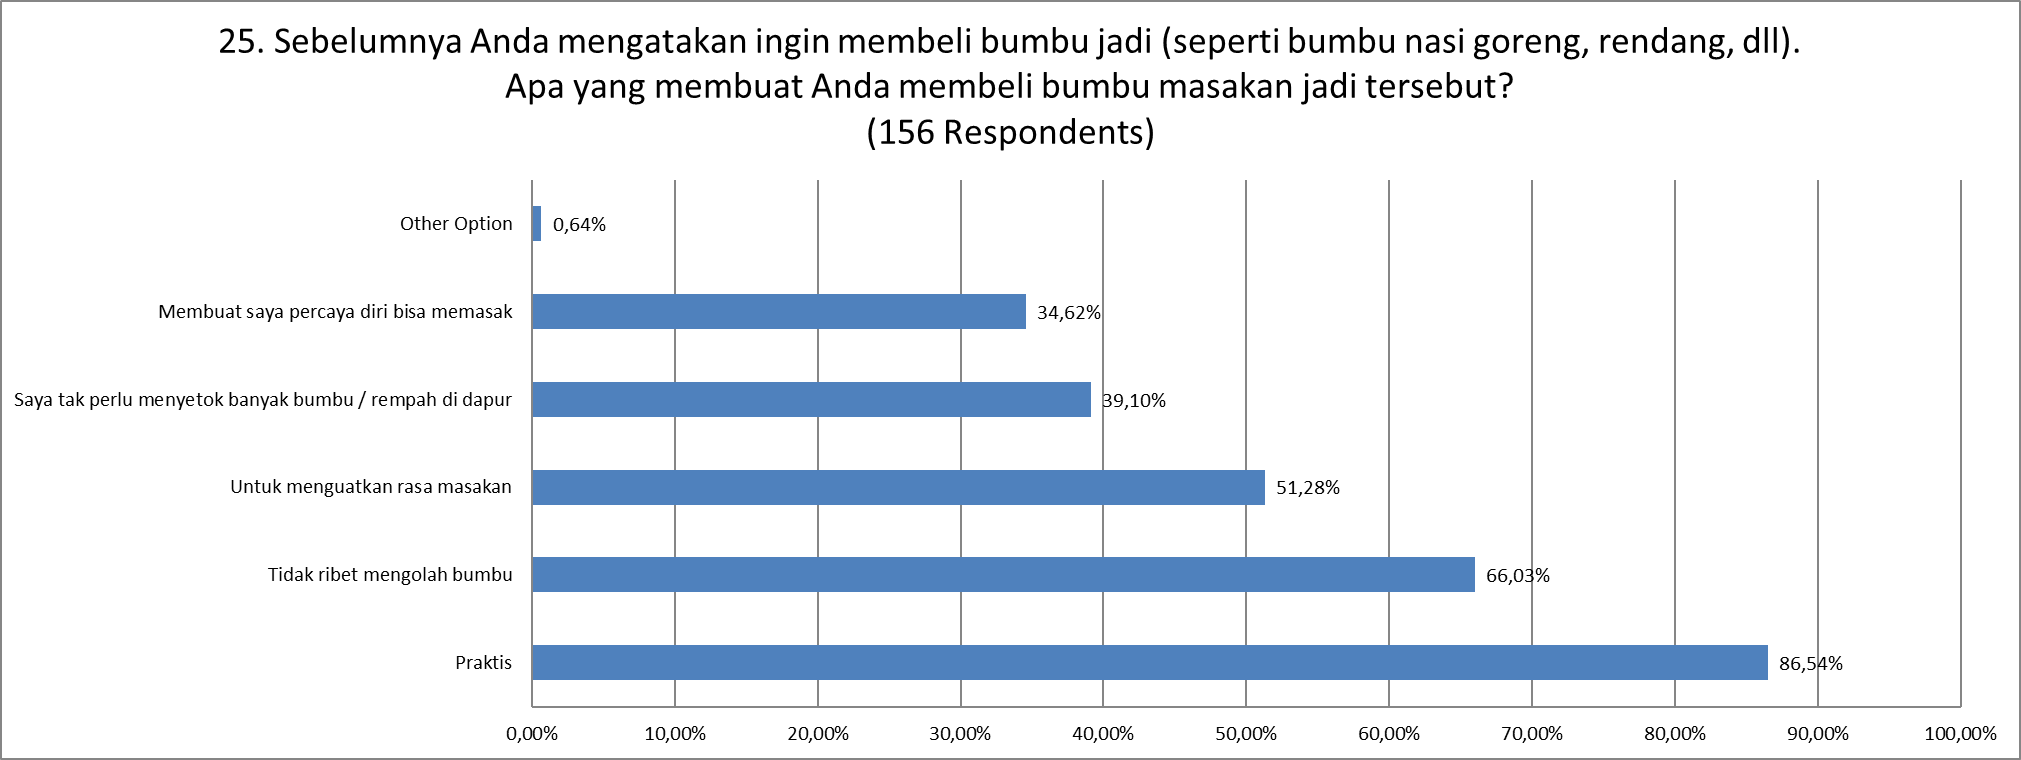 25. Sebelumnya Anda mengatakan ingin membeli bumbu jadi (seperti bumbu nasi goreng, rendang, dll).
Apa yang membuat Anda membeli bumbu masakan jadi tersebut?
(156 Respondents)
Other Option
0,64%
Membuat saya percaya diri bisa memasak
34,62%
Saya tak perlu menyetok banyak bumbu / rempah di dapur
39,10%
Untuk menguatkan rasa masakan
51,28%
Tidak ribet mengolah bumbu
66,03%
Praktis
86,54%
0,00% 10,00% 20,00% 30,00% 40,00% 50,00% 60,00% 70,00% 80,00% 90,00% 100,00%